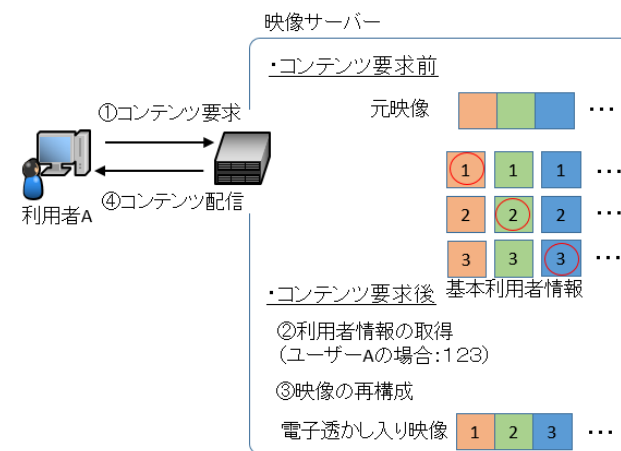 映像サーバー
・コンテンツ要求前
元映像 ・・・
①コンテンツ要求
④コンテンツ配信
利用者A
1 1 1 ・・・
2 2 2 ・・・
3 3 3 ・・・
基本利用者情報
・コンテンツ要求後
②利用者情報の取得
(ユーザーAの場合:123)
③映像の再構成
電子透かし入り映像 1 2 3 ・・・